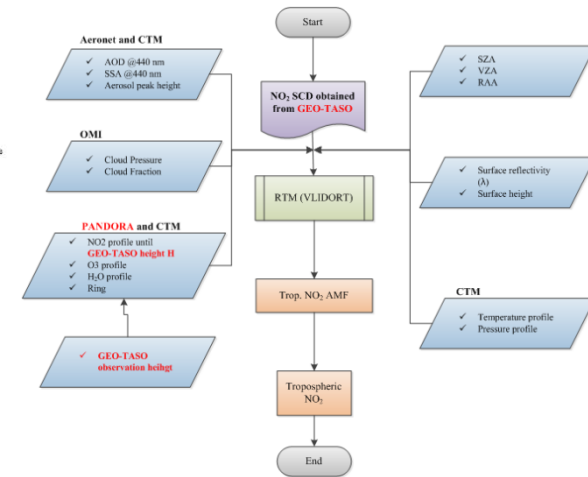 Start
Aeronet and CTM
✓ AOD @440 nm
✓ SSA @440 nm
✓ Aerosol peak height
NO₂ SCD obtained
from GEO-TASO
✓ SZA
✓ VZA
✓ RAA
OMI
✓ Cloud Pressure
✓ Cloud Fraction
RTM (VLIDORT)
✓ Surface reflectivity
(λ)
✓ Surface height
PANDORA and CTM
✓ NO2 profile until
GEO-TASO height H
✓ O3 profile
✓ H₂O profile
✓ Ring
Trop. NO₂ AMF
CTM
✓ Temperature profile
✓ Pressure profile
✓ GEO-TASO
observation heihgt
Tropospheric
NO₂
End